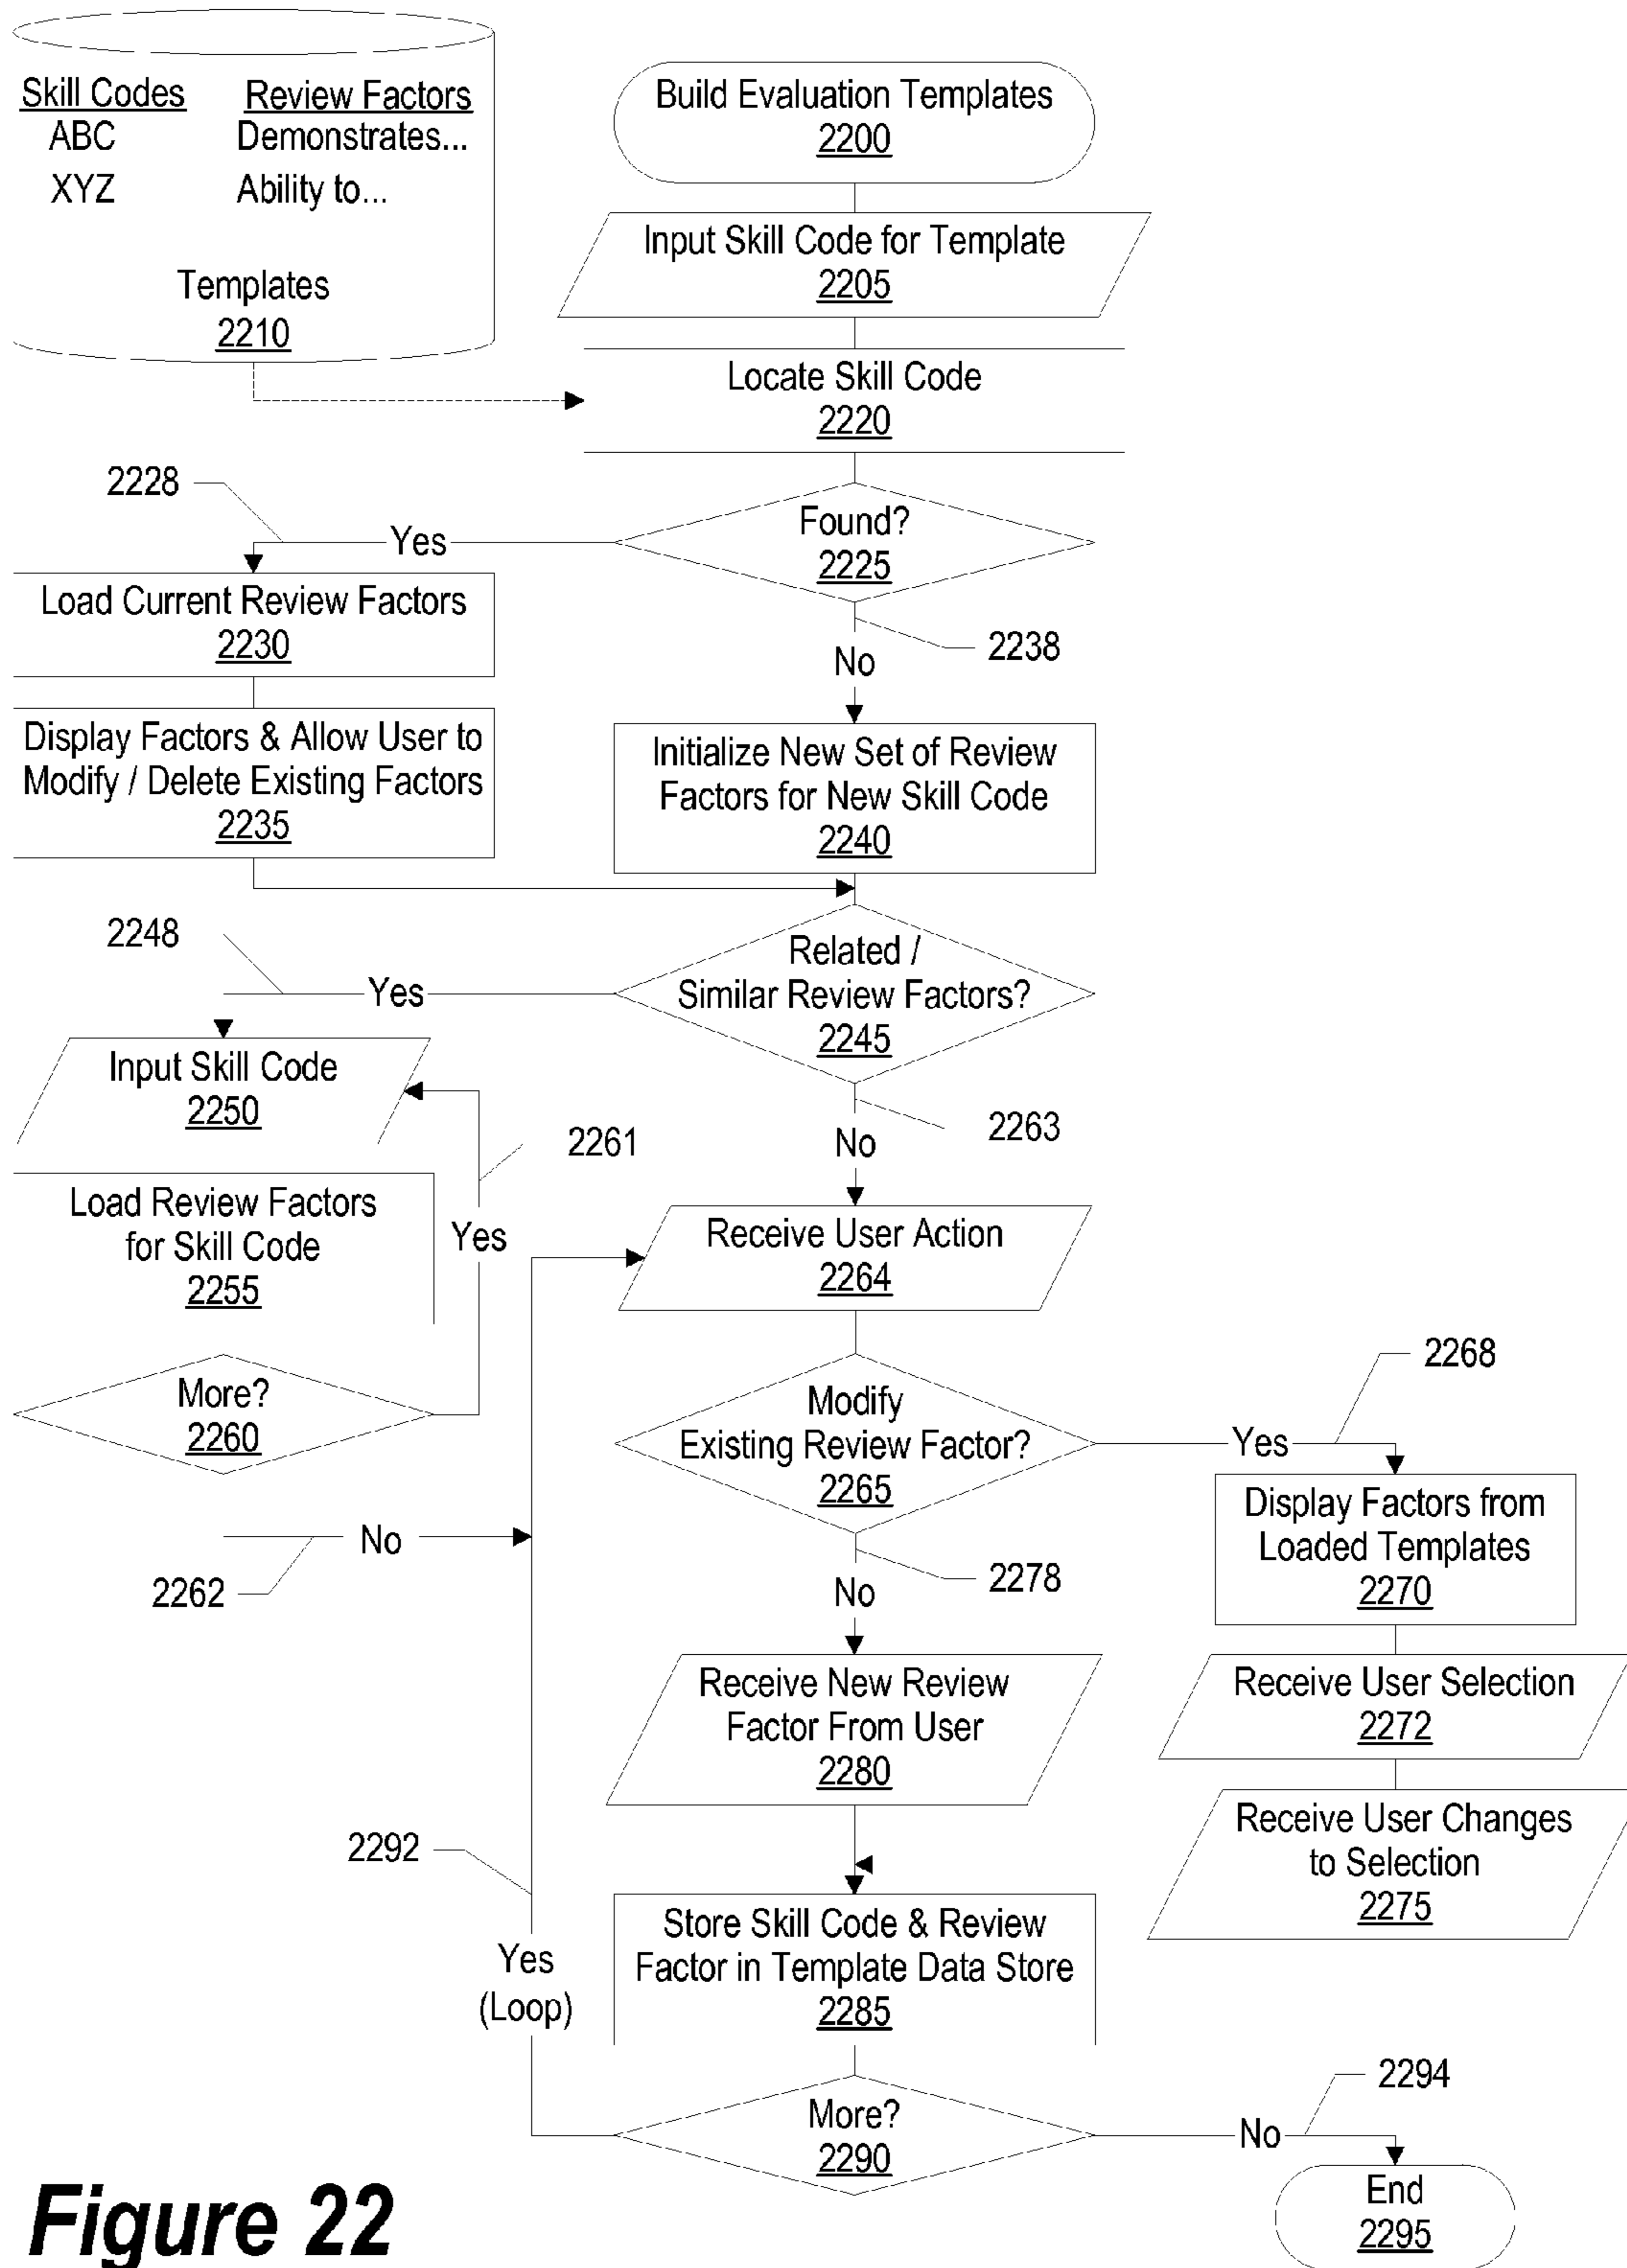 Skill Codes Review Factors
ABC Demonstrates...
XYZ Ability to...
Templates
2210
Build Evaluation Templates
2200
Input Skill Code for Template
2205
Locate Skill Code
2220
2228
Yes
Found?
2225
Load Current Review Factors
2230
2238
No
Display Factors & Allow User to
Modify / Delete Existing Factors
2235
Initialize New Set of Review
Factors for New Skill Code
2240
2248
Yes
Related /
Similar Review Factors?
2245
Input Skill Code
2250
2261
Yes
2263
No
Load Review Factors
for Skill Code
2255
Receive User Action
2264
More?
2260
Modify
Existing Review Factor?
2265
2268
Yes
No
2262
2278
No
Display Factors from
Loaded Templates
2270
Receive New Review
Factor From User
2280
Receive User Selection
2272
Receive User Changes
to Selection
2275
2292
Yes
(Loop)
Store Skill Code & Review
Factor in Template Data Store
2285
More?
2290
2294
No
End
2295
Figure 22